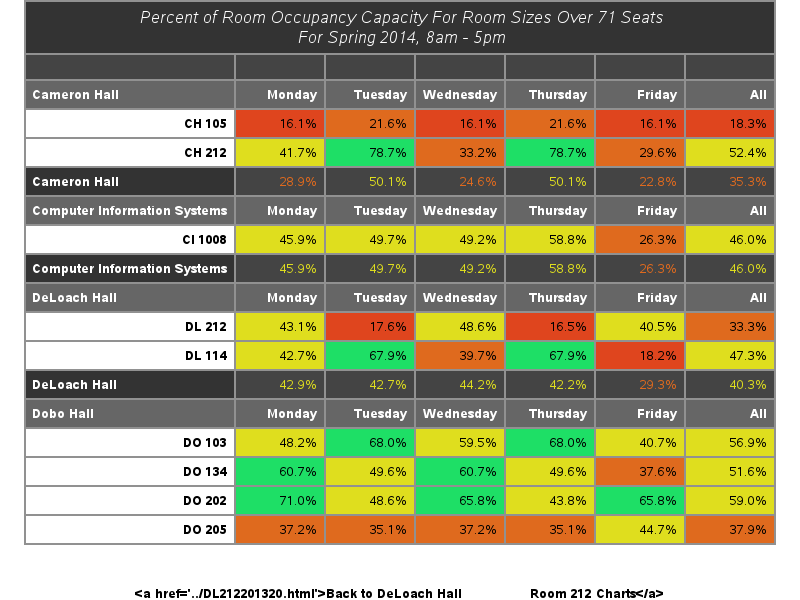 Percent of Room Occupancy Capacity For Room Sizes Over 71 Seats
For Spring 2014, 8am - 5pm
Cameron Hall Monday Tuesday Wednesday Thursday Friday All
CH 105 16.1% 21.6% 16.1% 21.6% 16.1% 18.3%
CH 212 41.7% 78.7% 33.2% 78.7% 29.6% 52.4%
Cameron Hall 28.9% 50.1% 24.6% 50.1% 22.8% 35.3%
Computer Information Systems Monday Tuesday Wednesday Thursday Friday All
CI 1008 45.9% 49.7% 49.2% 58.8% 26.3% 46.0%
Computer Information Systems 45.9% 49.7% 49.2% 58.8% 26.3% 46.0%
DeLoach Hall Monday Tuesday Wednesday Thursday Friday All
DL 212 43.1% 17.6% 48.6% 16.5% 40.5% 33.3%
DL 114 42.7% 67.9% 39.7% 67.9% 18.2% 47.3%
DeLoach Hall 42.9% 42.7% 44.2% 42.2% 29.3% 40.3%
Dobo Hall Monday Tuesday Wednesday Thursday Friday All
DO 103 48.2% 68.0% 59.5% 68.0% 40.7% 56.9%
DO 134 60.7% 49.6% 60.7% 49.6% 37.6% 51.6%
DO 202 71.0% 48.6% 65.8% 43.8% 65.8% 59.0%
DO 205 37.2% 35.1% 37.2% 35.1% 44.7% 37.9%
<a href='../DL212201320.html'>Back to DeLoach Hall Room 212 Charts</a>